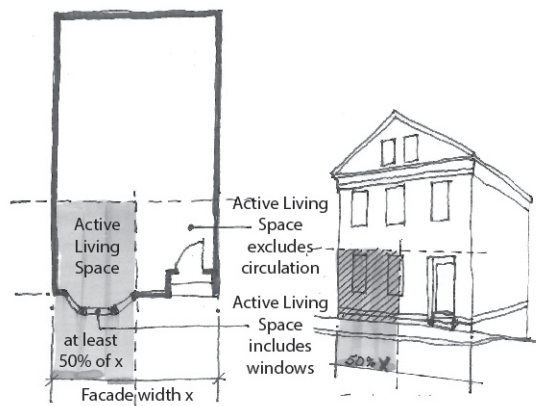 Active
Living
Space
at least
50% of x
Facade width x
Active Living
Space
excludes
circulation
Active Living
Space
includes
windows
50% X